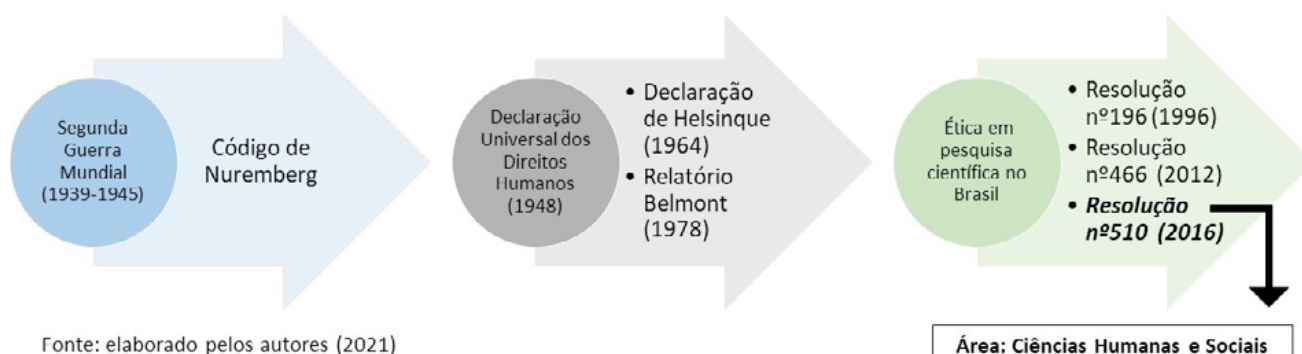 Segunda
Guerra
Mundial
(1939-1945)
Código de
Nuremberg
Declaração
Universal dos
Direitos
Humanos
(1948)
• Declaração
de Helsinque
(1964)
• Relatório
Belmont
(1978)
Ética em
pesquisa
científica no
Brasil
• Resolução
nº196 (1996)
• Resolução
nº466 (2012)
• Resolução
nº510 (2016)
Fonte: elaborado pelos autores (2021)
Área: Ciências Humanas e Sociais